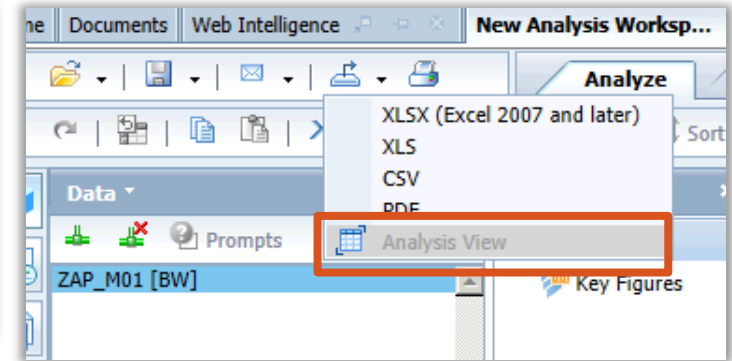 ne Documents Web Intelligence New Analysis Worksp...
Analyze
XLSX (Excel 2007 and later)
Sort
XLS
Data
CSV
PDF
Prompts
Analysis View
ZAP_M01 [BW]
Key Figures